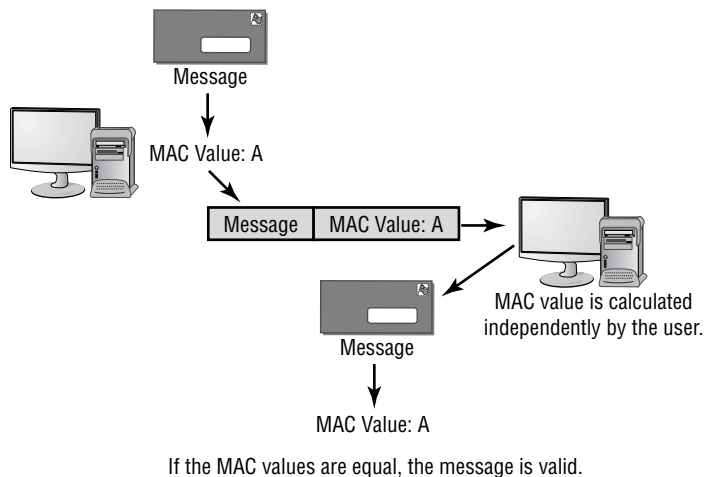 Message
MAC Value: A
Message MAC Value: A
MAC value is calculated
independently by the user.
Message
MAC Value: A
If the MAC values are equal, the message is valid.